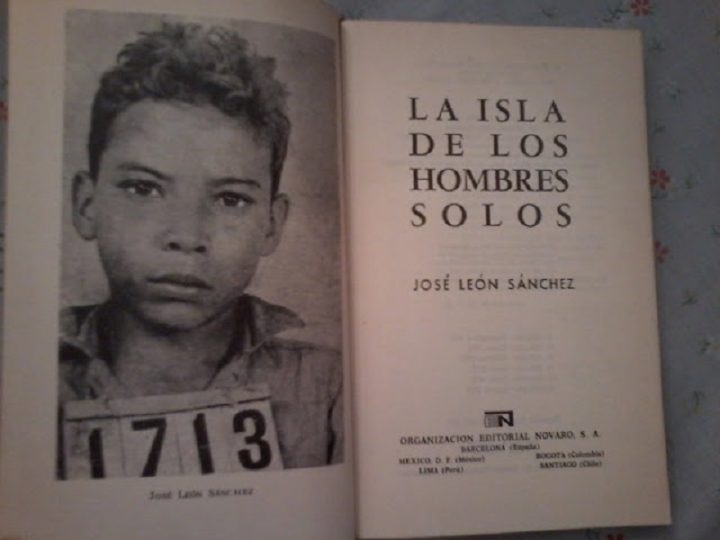 1713
José León Sánchez
LA ISLA
DE LOS
HOMBRES
SOLOS
JOSÉ LEÓN SÁNCHEZ
N
ORGANIZACION EDITORIAL NOVARO, S. A.
BARCELONA (España)
MEXICO, D. F. (México) BOGOTA (Colombia)
LIMA (Perú) SANTIAGO (Chile)